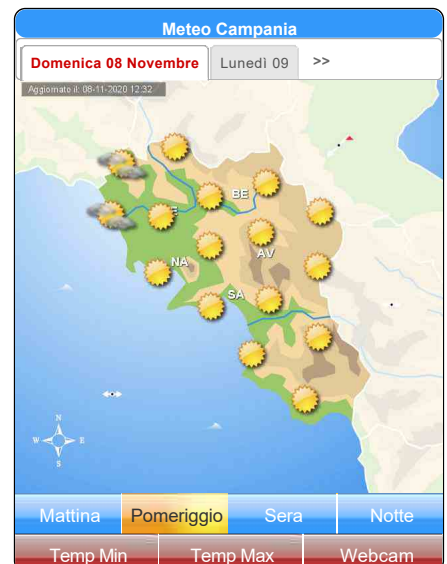 Meteo Campania
Domenica 08 Novembre Lunedì 09 >>
Aggiornato il: 08-11-2020 12:32
BE
E
AV
NA
SA
N
W E
S
Mattina Pomeriggio Sera Notte
Temp Min Temp Max Webcam